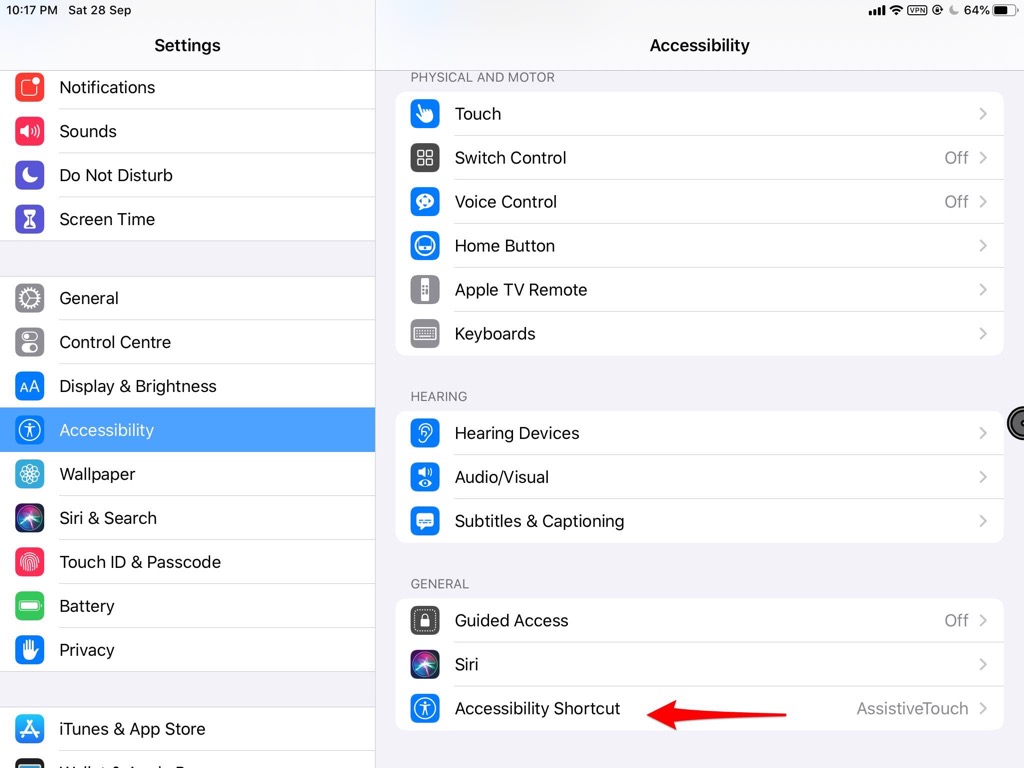 10:17 PM Sat 28 Sep
VPN 64%
Settings
Notifications
Sounds
Do Not Disturb
Screen Time
General
Control Centre
AA Display & Brightness
Accessibility
Wallpaper
Siri & Search
Touch ID & Passcode
Battery
Privacy
iTunes & App Store
Accessibility
PHYSICAL AND MOTOR
Touch
Switch Control Off
Voice Control Off
Home Button
Apple TV Remote
Keyboards
HEARING
Hearing Devices
Audio/Visual
Subtitles & Captioning
GENERAL
Guided Access Off
Siri
Accessibility Shortcut AssistiveTouch